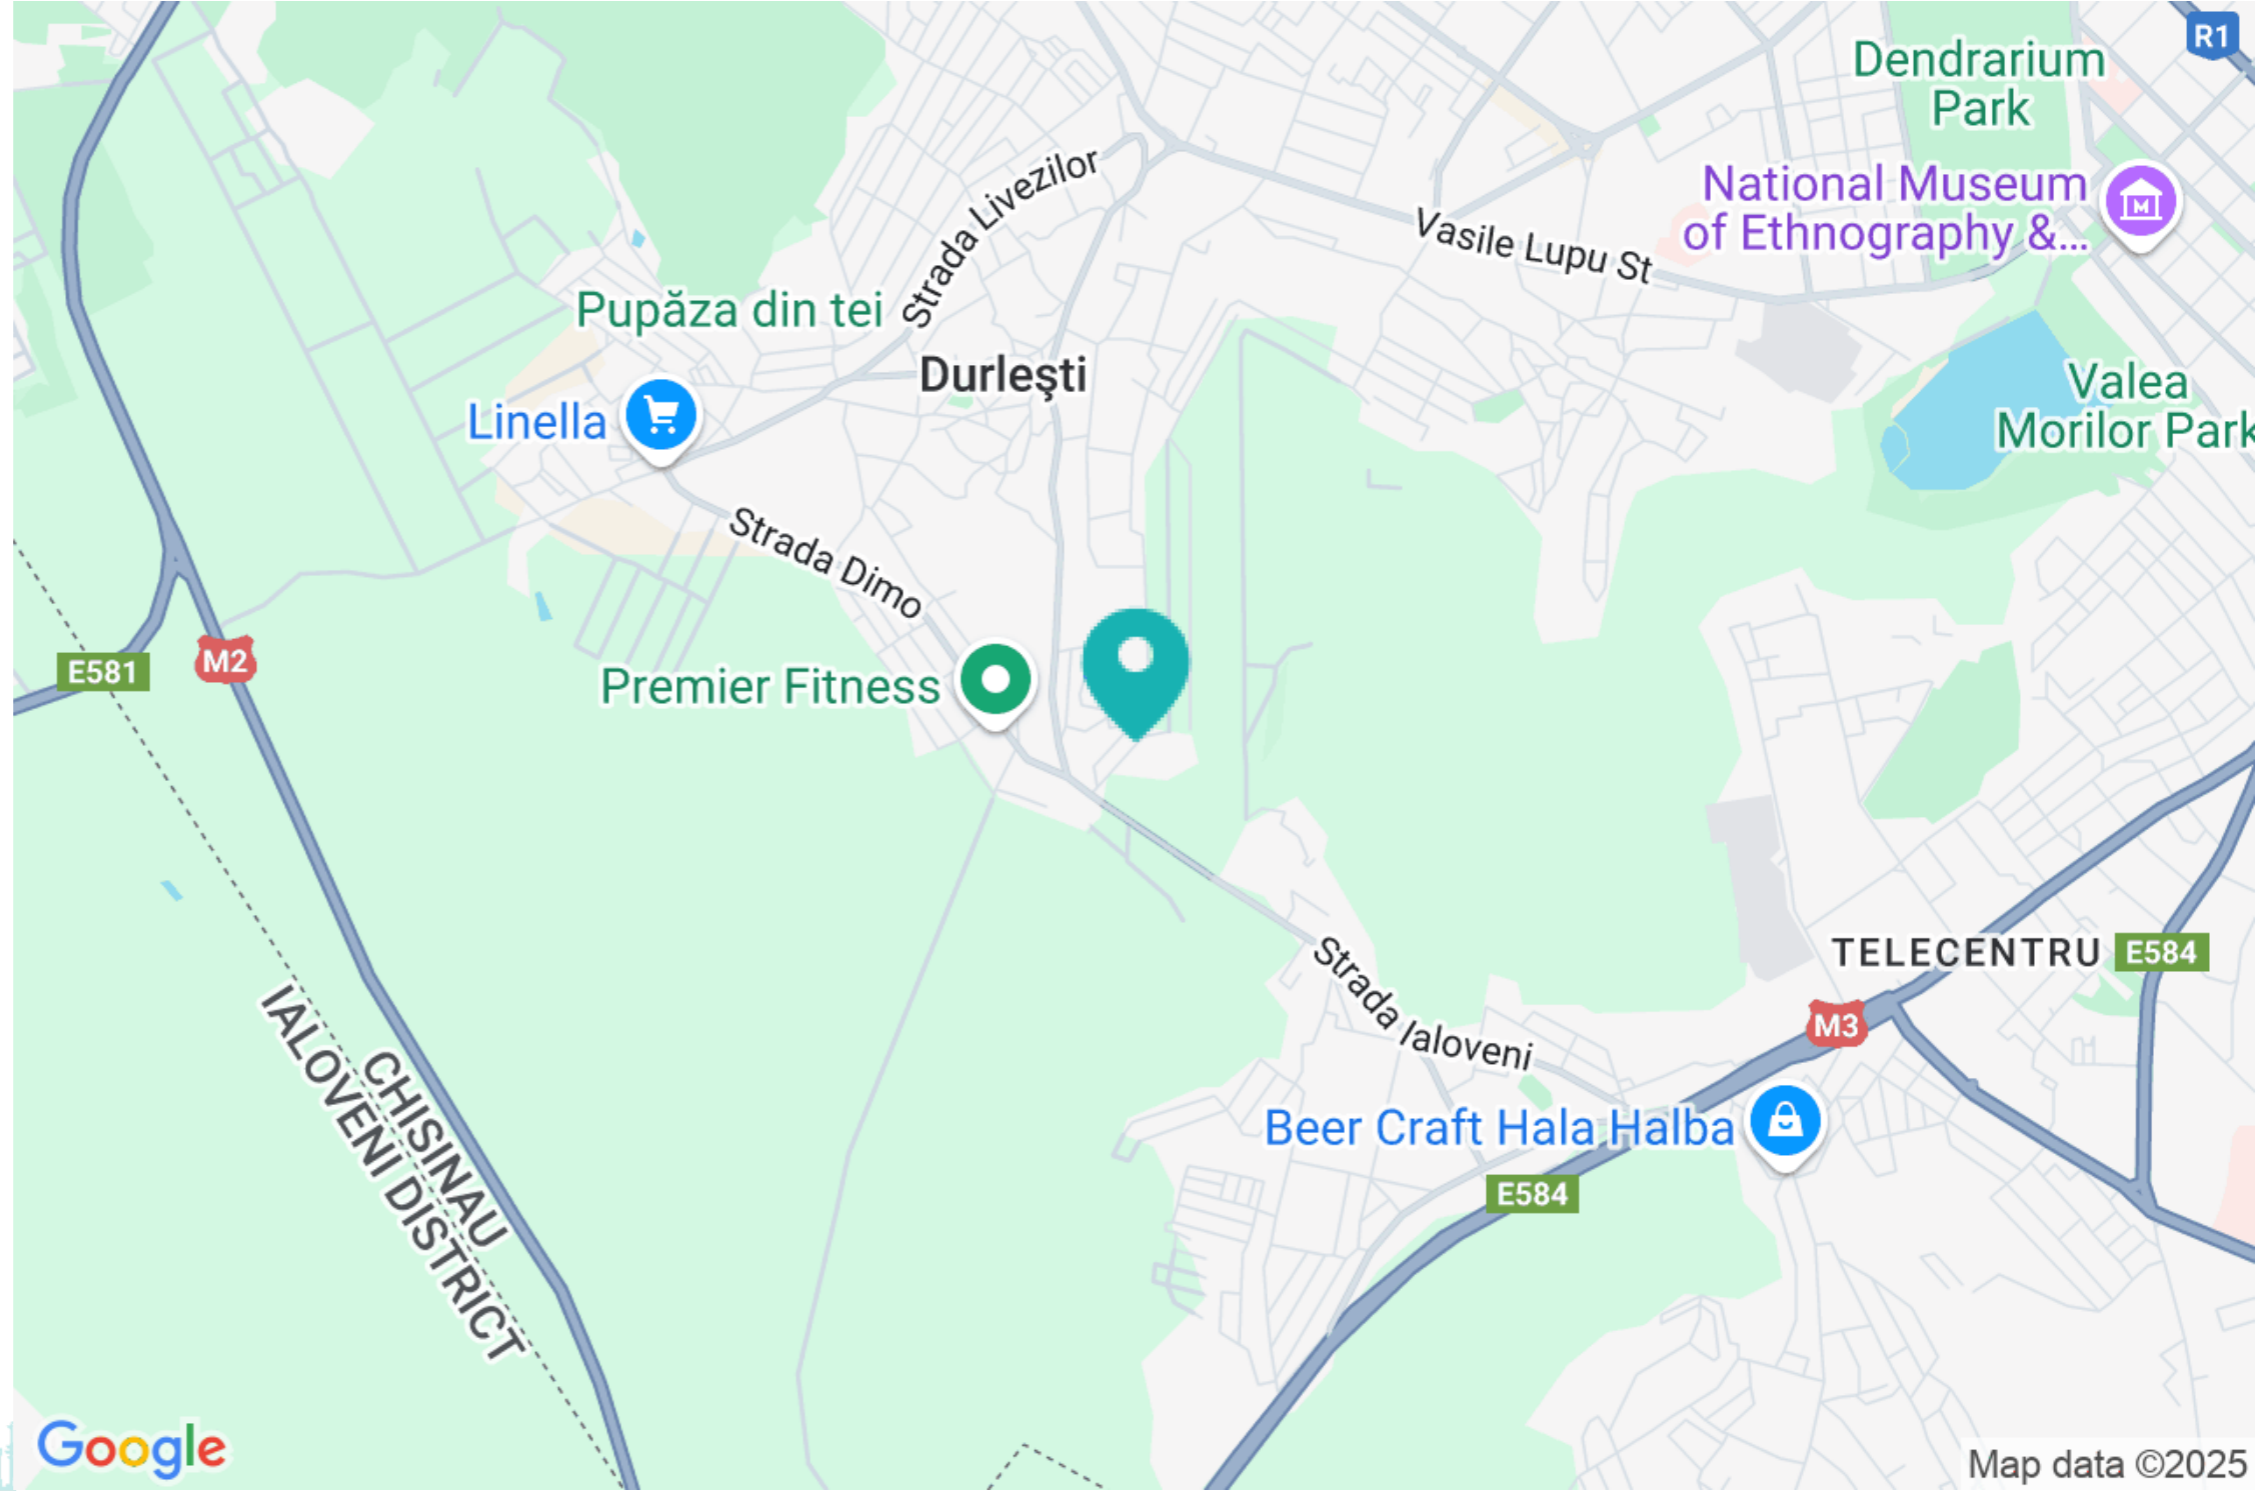 R1
Dendrarium
Park
National Museum
of Ethnography &...
Strada Livezilor
Vasile Lupu St
Pupăza din tei
Durleşti
Linella
Valea
Morilor Park
Strada Dimo
E581
M2
Premier Fitness
TELECENTRU
E584
Strada Ialoveni
M3
CHISINAU
IALOVENI DISTRICT
Beer Craft Hala Halba
E584
Google
Map data ©2025